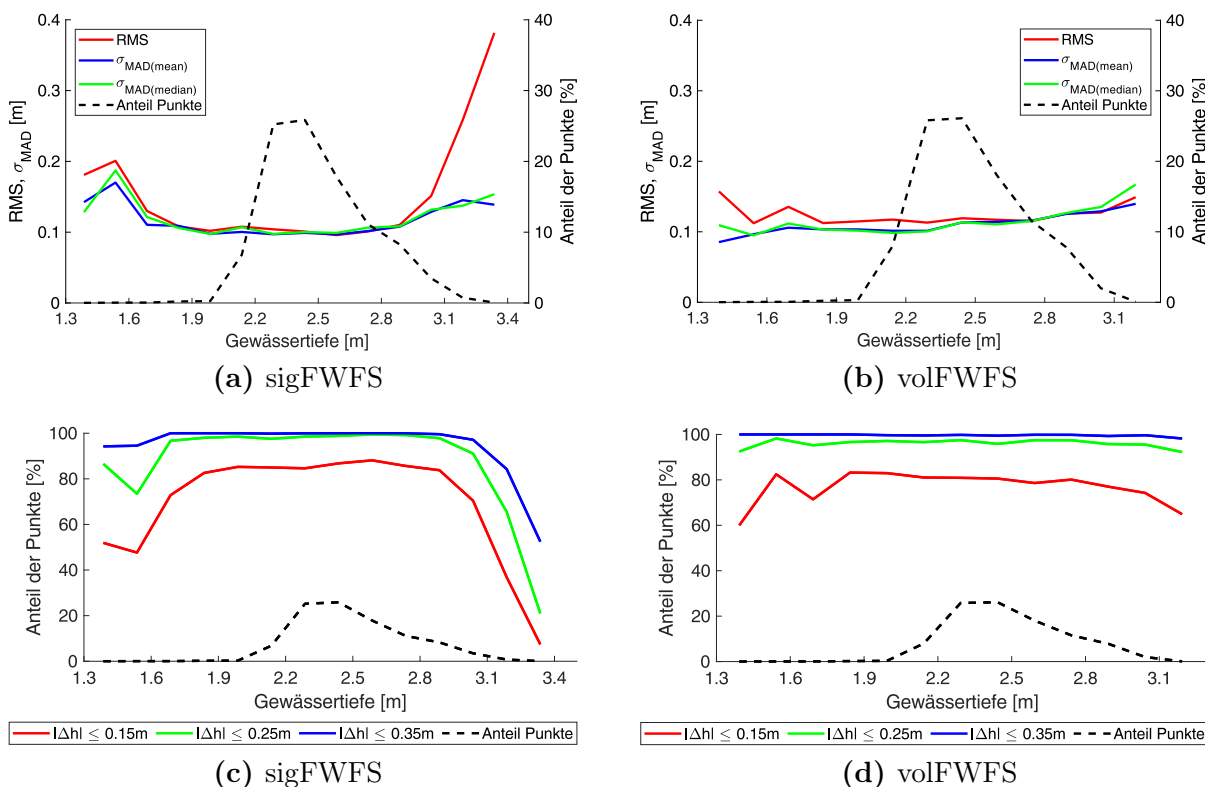 0.4
0.3
0.2
0.1
0
RMS, σMAD [m]
40
30
20
10
0
Anteil der Punkte [%]
RMS
σMAD(mean)
σMAD(median)
Anteil Punkte
1.3 1.6 1.9 2.2 2.5 2.8 3.1 3.4
Gewässertiefe [m]
(a) sigFWFS
0.4
0.3
0.2
0.1
0
RMS, σMAD [m]
40
30
20
10
0
Anteil der Punkte [%]
RMS
σMAD(mean)
σMAD(median)
Anteil Punkte
1.3 1.6 1.9 2.2 2.5 2.8 3.1
Gewässertiefe [m]
(b) volFWFS
100
80
60
40
20
0
Anteil der Punkte [%]
1.3 1.6 1.9 2.2 2.5 2.8 3.1 3.4
Gewässertiefe [m]
|Δh| ≤ 0.15m |Δh| ≤ 0.25m |Δh| ≤ 0.35m Anteil Punkte
(c) sigFWFS
100
80
60
40
20
0
Anteil der Punkte [%]
1.3 1.6 1.9 2.2 2.5 2.8 3.1
Gewässertiefe [m]
|Δh| ≤ 0.15m |Δh| ≤ 0.25m |Δh| ≤ 0.35m Anteil Punkte
(d) volFWFS